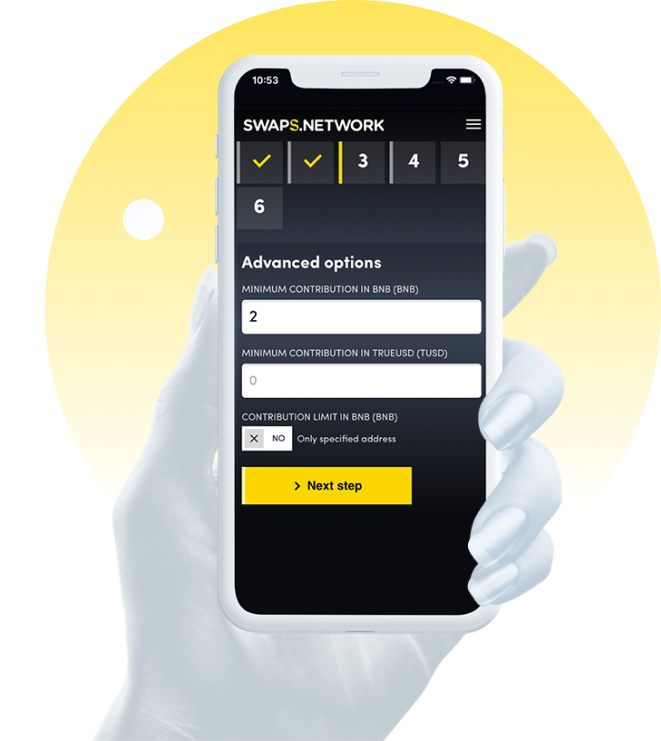 10:53
SWAPS.NETWORK
3 4 5
6
Advanced options
MINIMUM CONTRIBUTION IN BNB (BNB)
2
MINIMUM CONTRIBUTION IN TRUEUSD (TUSD)
0
CONTRIBUTION LIMIT IN BNB (BNB)
NO Only specified address
> Next step